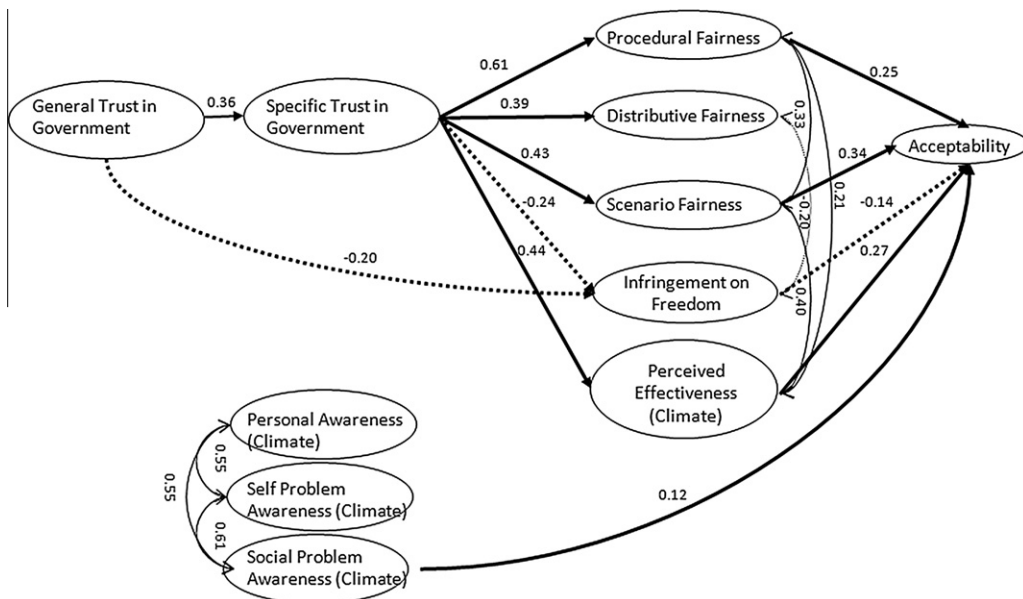 Procedural Fairness
0.61
0.25
General Trust in
Government
0.36
Specific Trust in
Government
0.39
Distributive Fairness
0.33
0.43
0.34
Acceptability
-0.24
Scenario Fairness
-0.20
0.21
-0.14
0.44
0.27
-0.20
Infringement on
Freedom
0.40
Perceived
Effectiveness
(Climate)
Personal Awareness
(Climate)
0.55
0.55
Self Problem
Awareness (Climate)
0.12
0.61
Social Problem
Awareness (Climate)